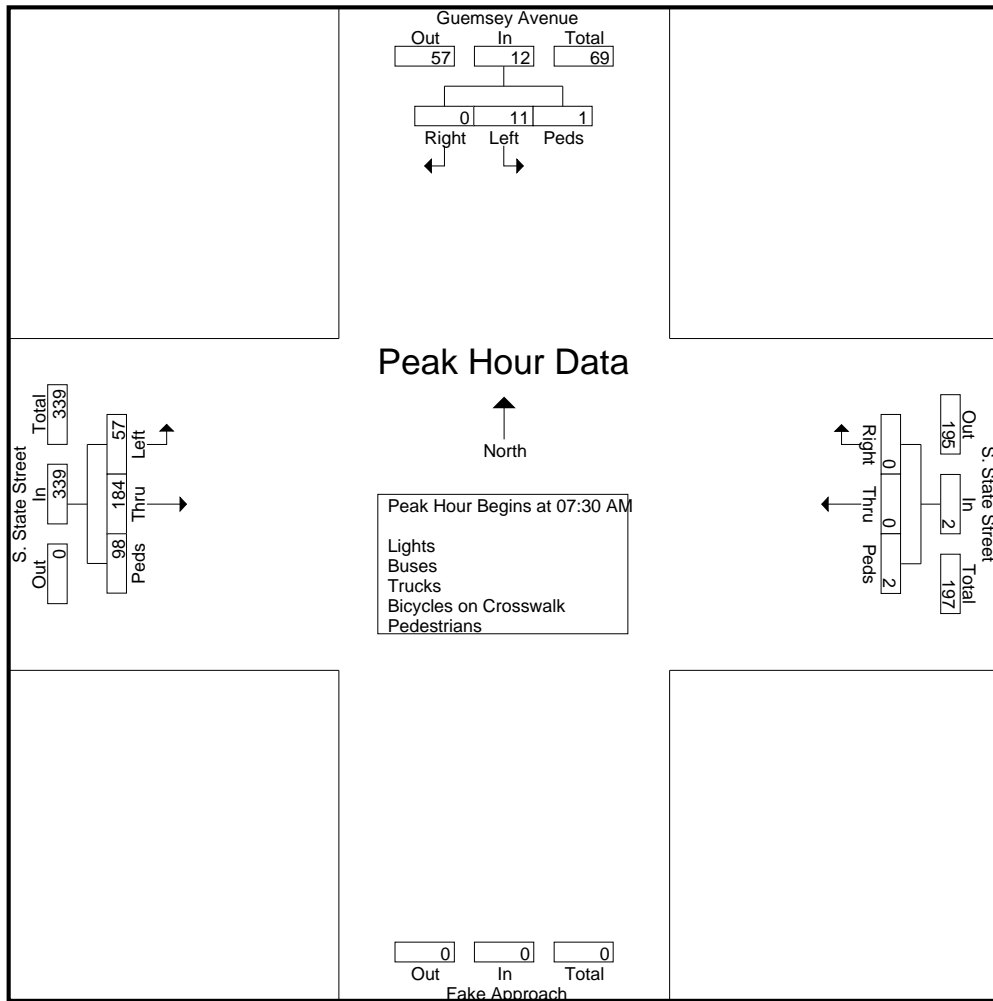 Guemsey Avenue
Out In Total
57 12 69
0 11 1
Right Left Peds
Peak Hour Data
North
Peak Hour Begins at 07:30 AM
Lights
Buses
Trucks
Bicycles on Crosswalk
Pedestrians
S. State Street
Total In Out
339 339 0
57 184 98
Left Thru Peds
S. State Street
Out In Total
195 2 197
0 0 2
Right Thru Peds
0 0 0
Out In Total
Fake Approach